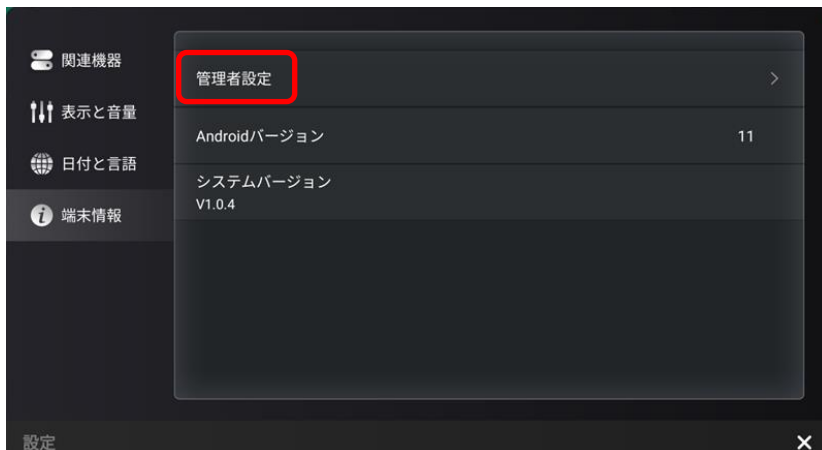 関連機器
表示と音量
日付と言語
端末情報
管理者設定
Androidバージョン 11
システムバージョン
V1.0.4
設定